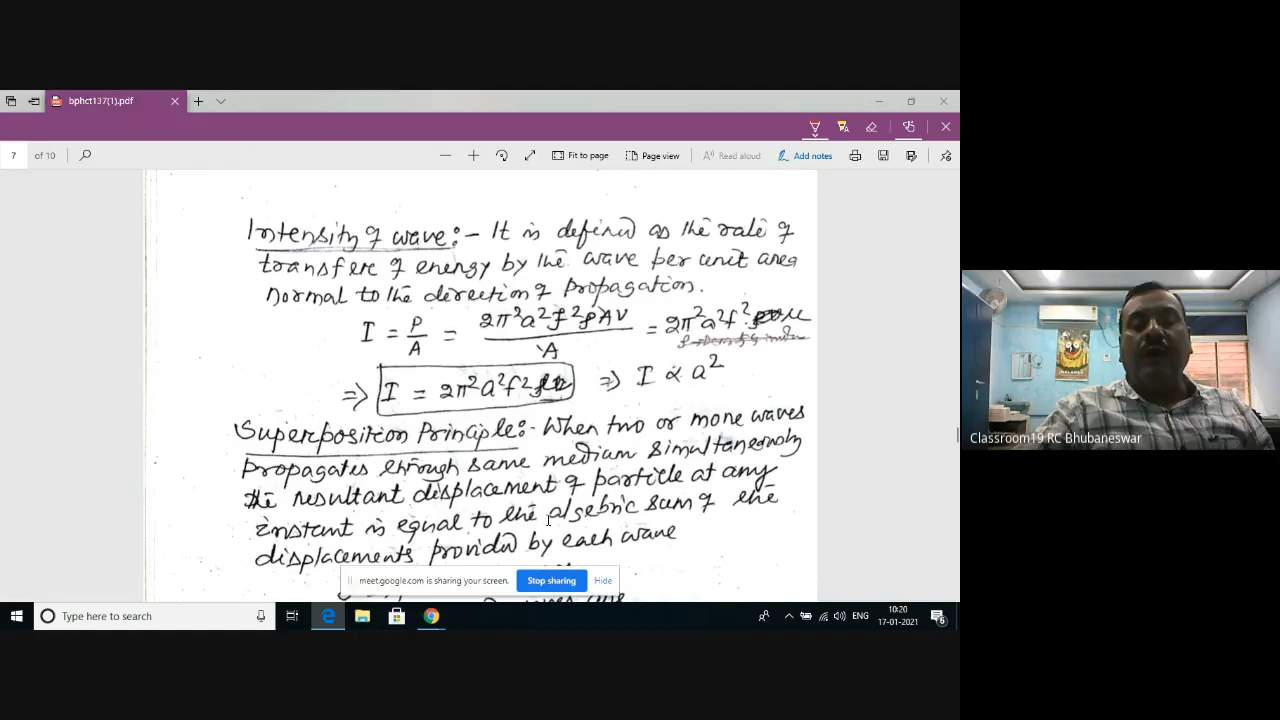 bphct137(1).pdf
7 of 10
Fit to page
Page view
Read aloud
Add notes
Intensity of wave:- It is defined as the rate of
transfer of energy by the wave per unit area
normal to the direction of propagation.
I = P/A = 2π²a²f²ρAV/A = 2π²a²f²
⇒ I = 2π²a²f² ⇒ I ∝ a²
Superposition Principle:- When two or more waves
propagates through same medium simultaneously
the resultant displacement of particle at any
instant is equal to the algebric sum of the
displacements provided by each wave
meet.google.com is sharing your screen.
Stop sharing
Hide
Classroom19 RC Bhubaneswar
Type here to search
ENG
10:20
17-01-2021
6